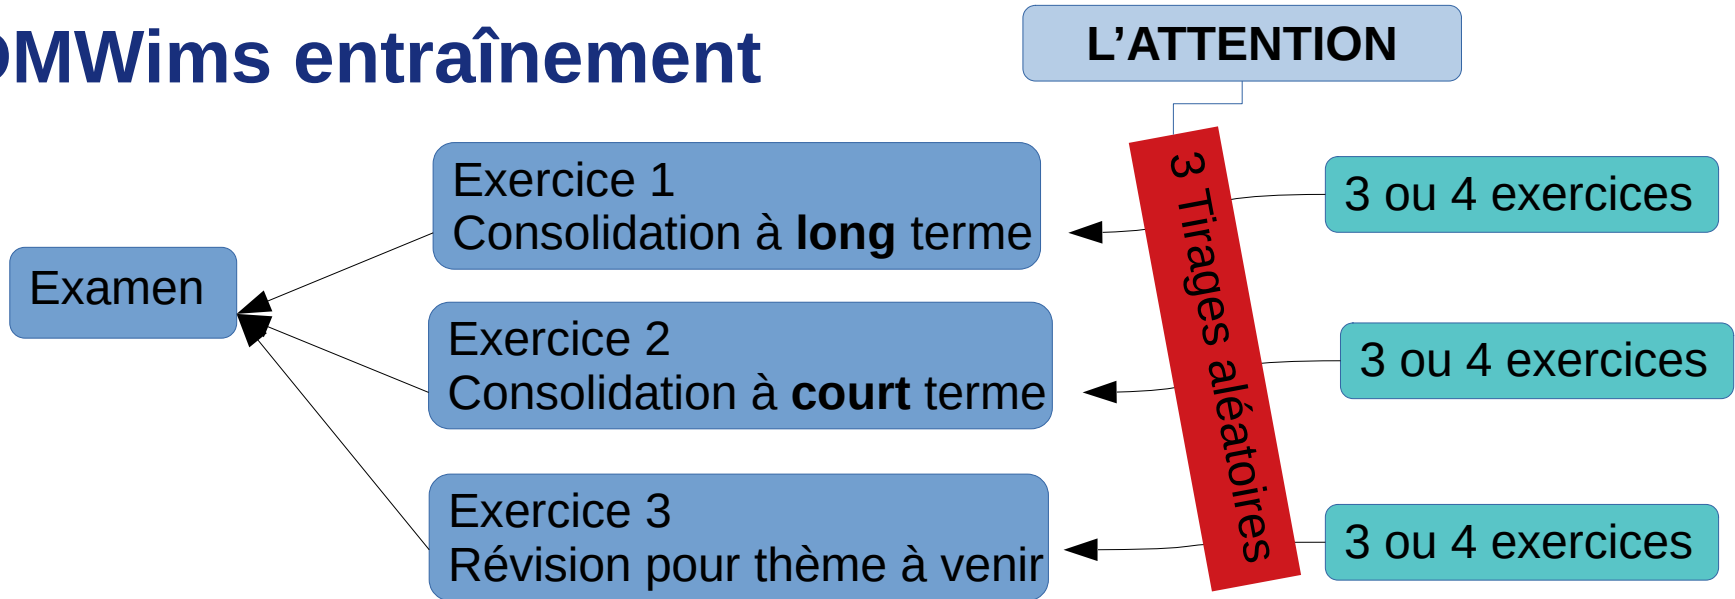 DMWims entraînement
L’ATTENTION
Exercice 1
Consolidation à long terme
3 Tirages aléatoires
3 ou 4 exercices
Examen
Exercice 2
Consolidation à court terme
3 ou 4 exercices
Exercice 3
Révision pour thème à venir
3 ou 4 exercices